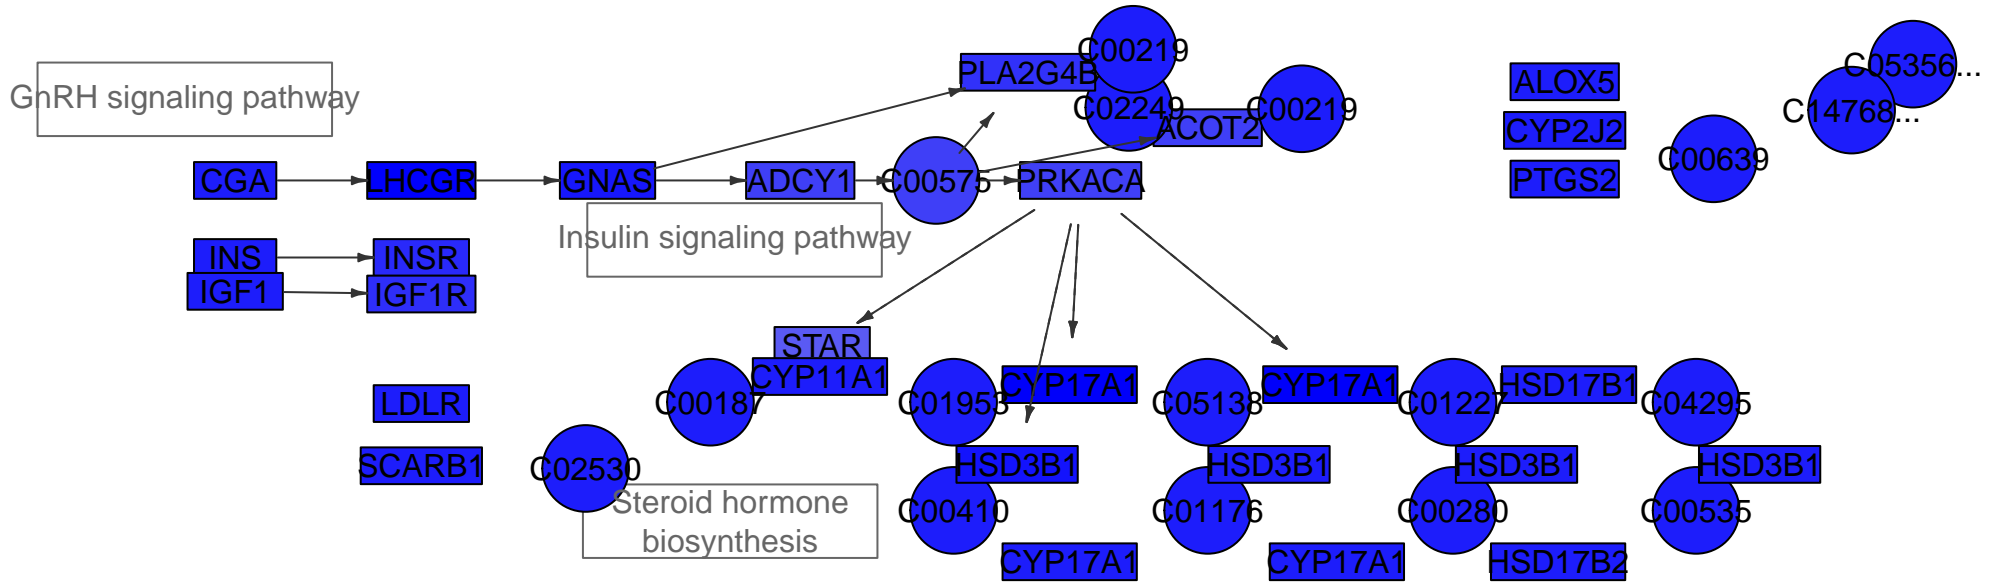 C00219
C05356...
PLA2G4B
ALOX5
GnRH signaling pathway
C02249
C00219
C14768...
ACOT2
CYP2J2
C00639
CGA
LHCGR
GNAS
ADCY1
C00575
PRKACA
PTGS2
Insulin signaling pathway
INS
INSR
IGF1
IGF1R
STAR
CYP11A1
CYP17A1
CYP17A1
HSD17B1
LDLR
C00187
C01953
C05138
C01227
C04295
SCARB1
C02530
HSD3B1
HSD3B1
HSD3B1
HSD3B1
Steroid hormone
biosynthesis
C00410
C01176
C00280
C00535
CYP17A1
CYP17A1
HSD17B2